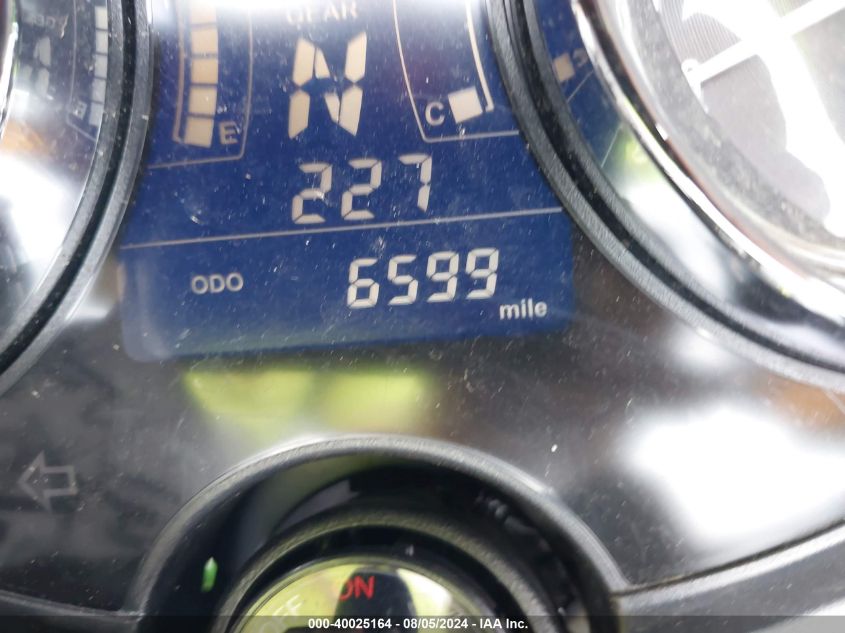 GEAR
N
E
C
227
ODO 6599
mile
ON
000-40025164 - 08/05/2024 - IAA Inc.